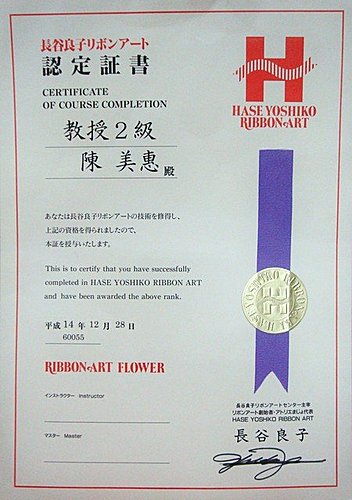 長谷良子リボンアート
認定証書
CERTIFICATE
OF COURSE COMPLETION
HASE YOSHIKO
RIBBON ART
教授2級
陳 美惠 殿
あなたは長谷良子リボンアートの技術を修得し、
上記の資格を得られましたので、
本証を授与いたします。
This is to certify that you have successfully
completed in HASE YOSHIKO RIBBON ART
and have been awarded the above rank.
平成 14 年 12 月 28 日
60055
RIBBON ART FLOWER
インストラクター Instructor
マスター Master
HASE YOSHIKO RIBBON ART
長谷良子リボンアートセンター主宰
リボンアート創始者・アトリエましょ代表
HASE YOSHIKO RIBBON ART
長谷良子